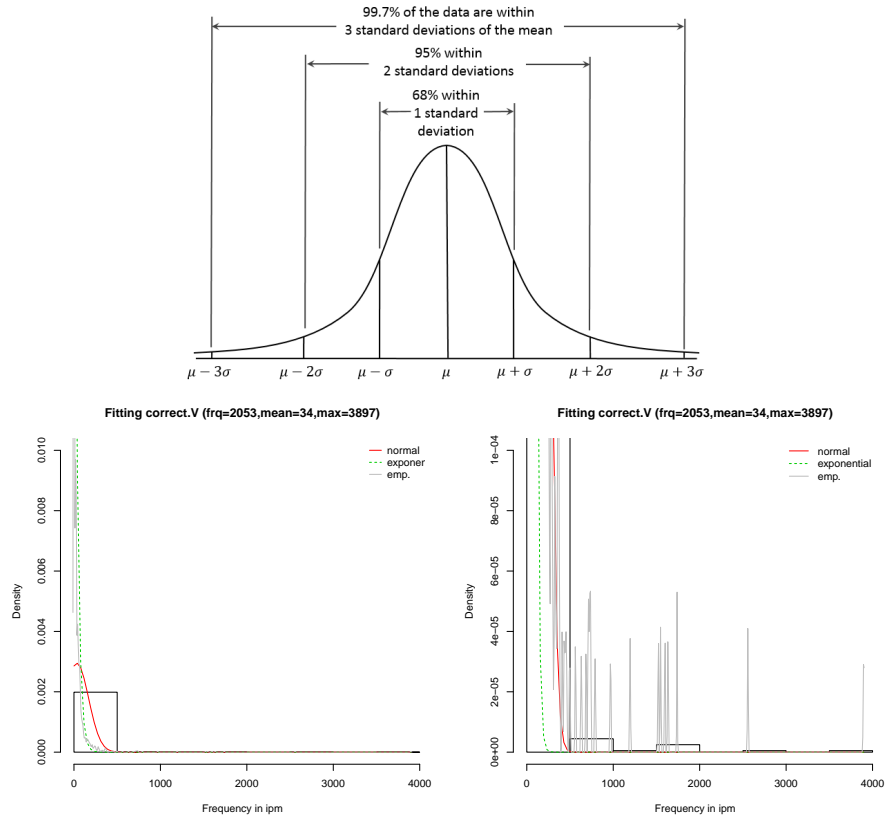 99.7% of the data are within
3 standard deviations of the mean
95% within
2 standard deviations
68% within
1 standard
deviation
μ − 3σ
μ − 2σ
μ − σ
μ
μ + σ
μ + 2σ
μ + 3σ
Fitting correct.V (frq=2053,mean=34,max=3897)
normal
exponer
emp.
0.010
0.008
0.006
0.004
0.002
0.000
Density
0
1000
2000
3000
4000
Frequency in ipm
Fitting correct.V (frq=2053,mean=34,max=3897)
normal
exponential
emp.
1e−04
8e−05
6e−05
4e−05
2e−05
0e+00
Density
0
1000
2000
3000
4000
Frequency in ipm